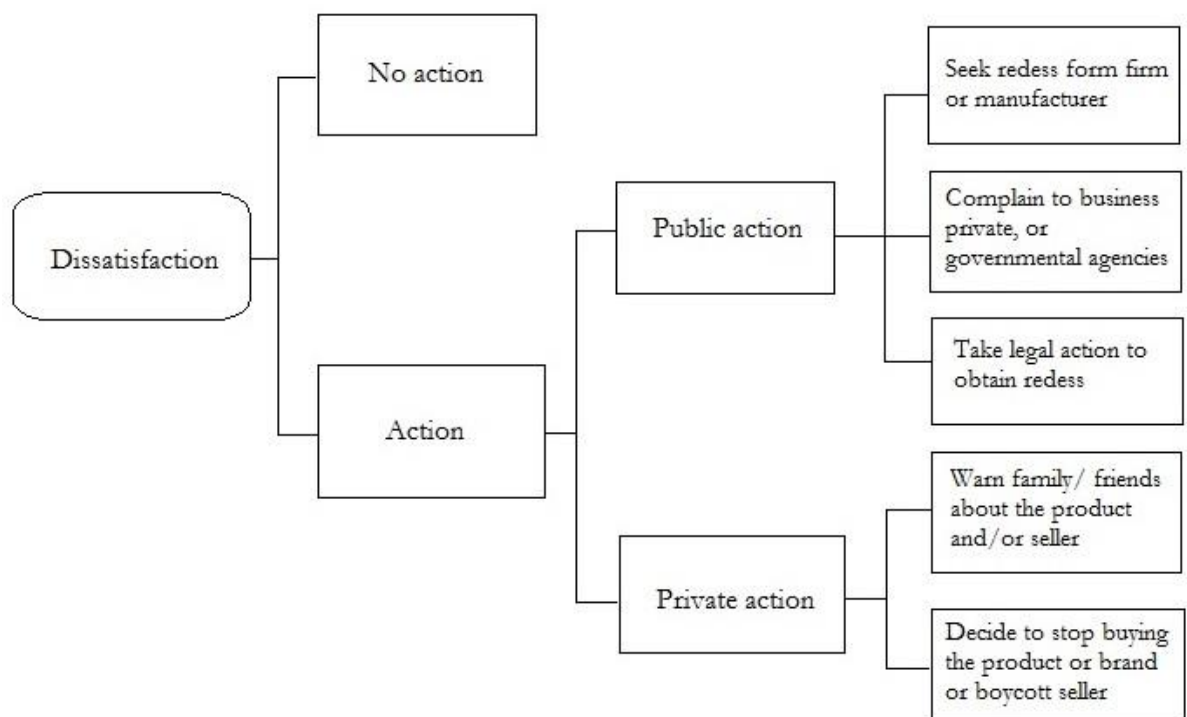 No action
Dissatisfaction
Action
Public action
Private action
Seek redess form firm
or manufacturer
Complain to business
private, or
governmental agencies
Take legal action to
obtain redess
Warn family/ friends
about the product
and/or seller
Decide to stop buying
the product or brand
or boycott seller